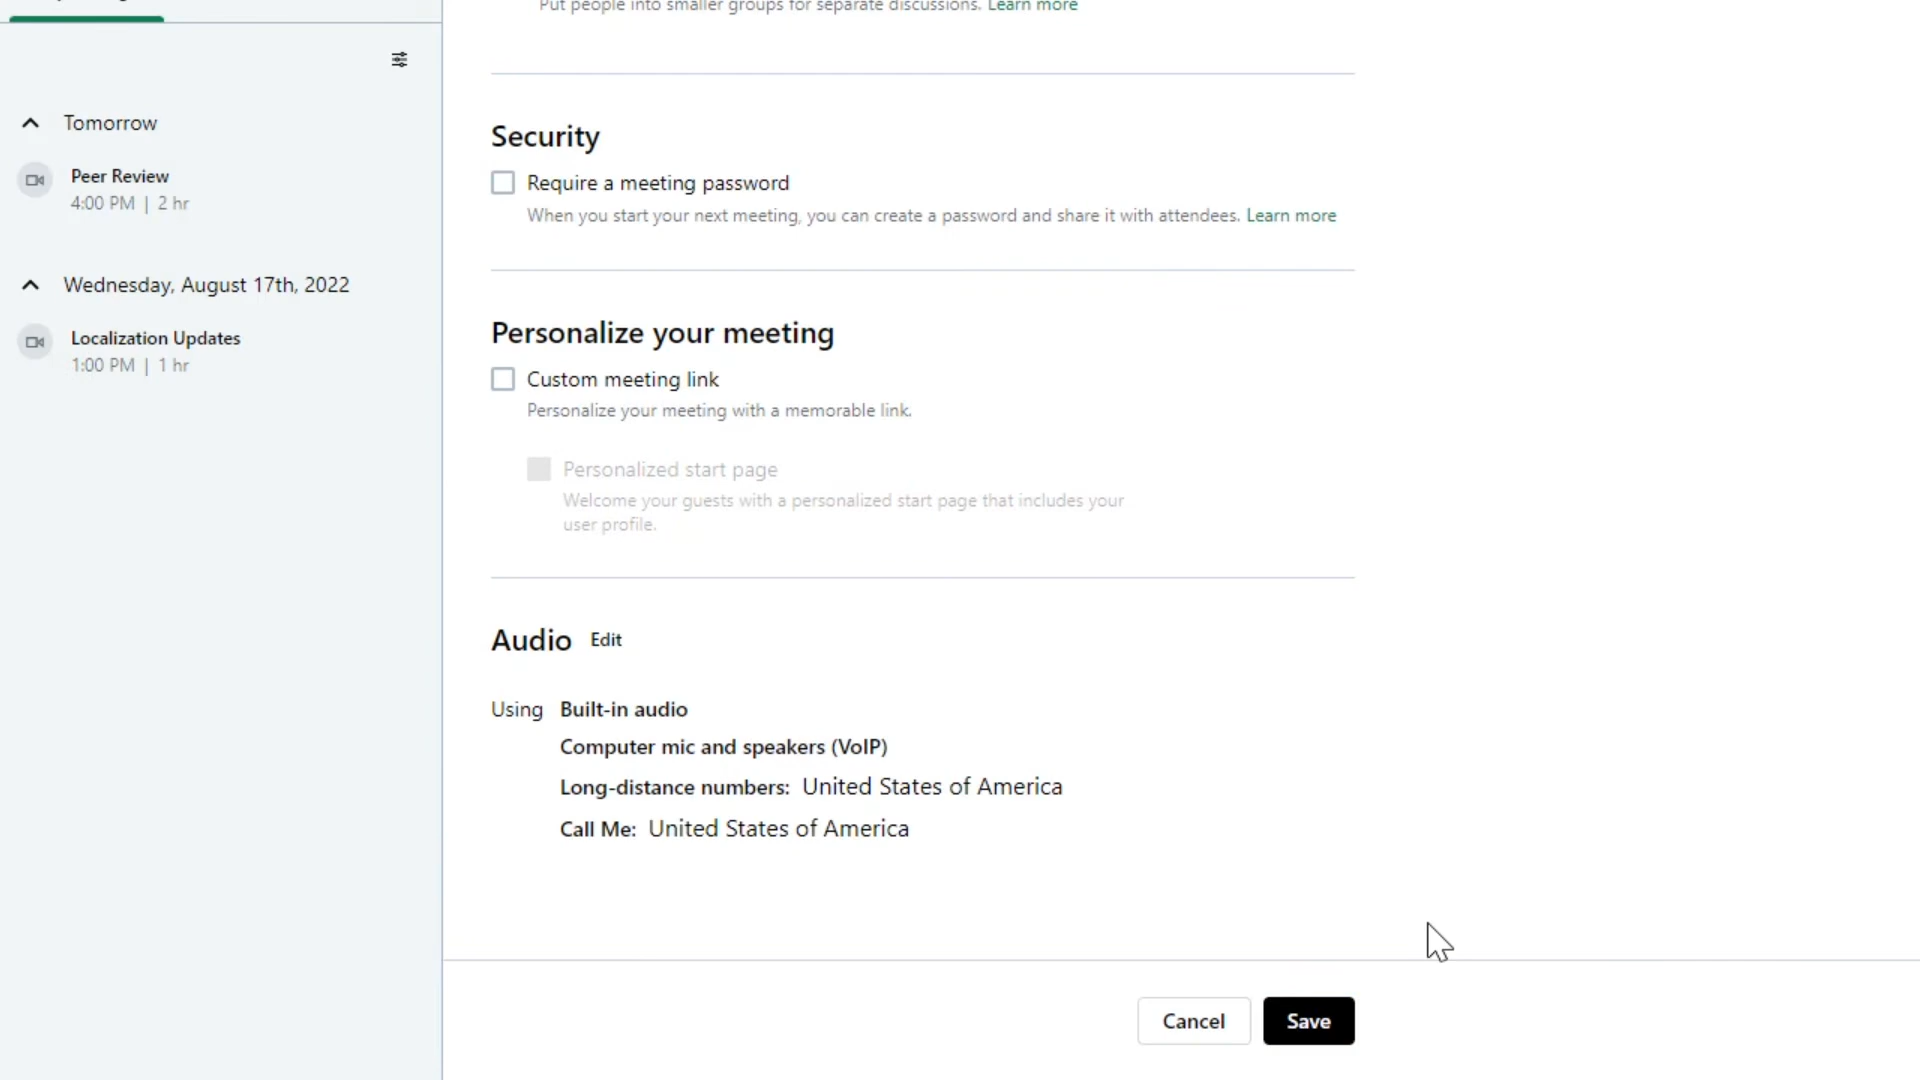 Put people into smaller groups for separate discussions. Learn more
Tomorrow
Peer Review
4:00 PM | 2 hr
Wednesday, August 17th, 2022
Localization Updates
1:00 PM | 1 hr
Security
Require a meeting password
When you start your next meeting, you can create a password and share it with attendees. Learn more
Personalize your meeting
Custom meeting link
Personalize your meeting with a memorable link.
Personalized start page
Welcome your guests with a personalized start page that includes your
user profile.
Audio Edit
Using Built-in audio
Computer mic and speakers (VoIP)
Long-distance numbers: United States of America
Call Me: United States of America
Cancel Save